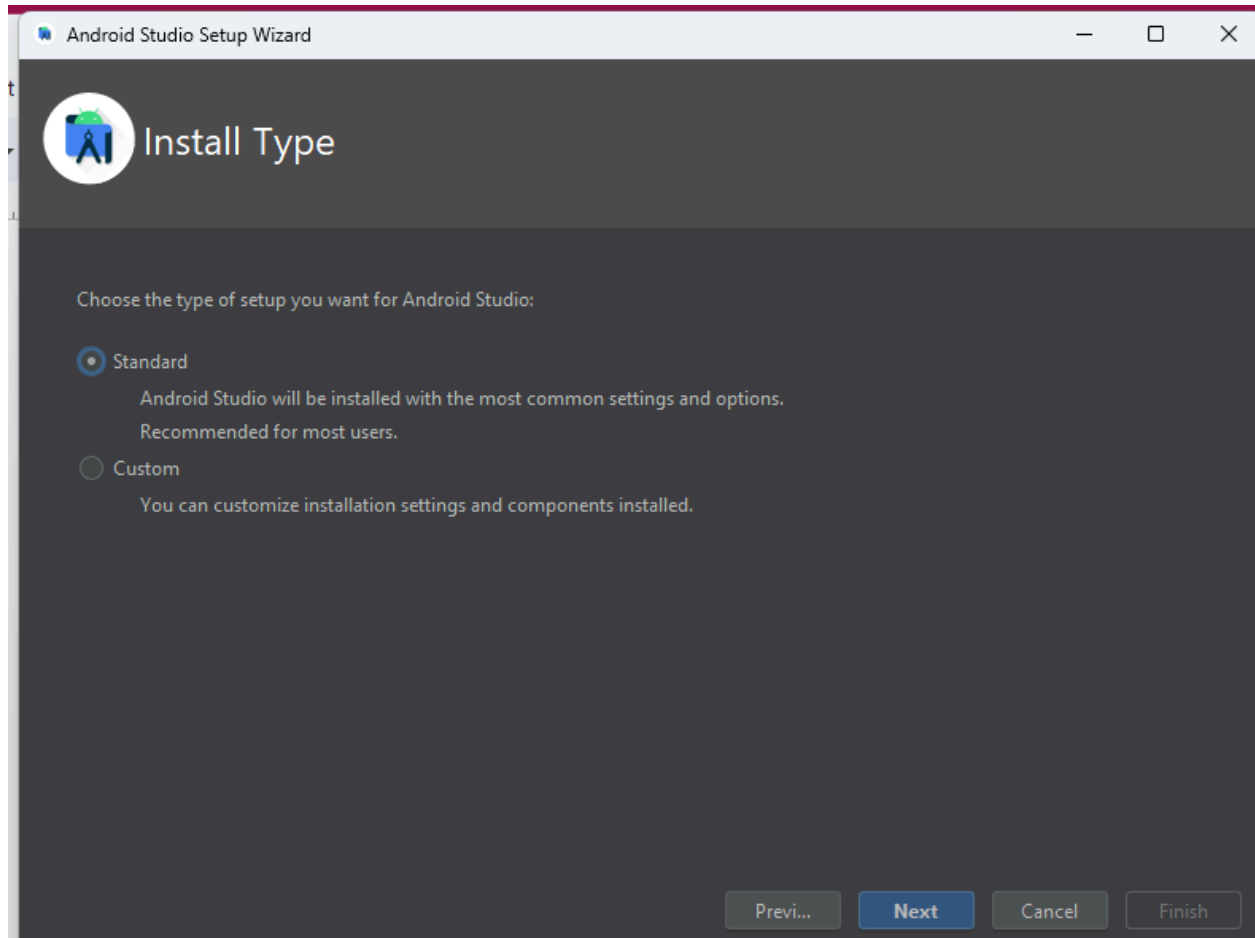 Android Studio Setup Wizard
t
Install Type
Choose the type of setup you want for Android Studio:
Standard
Android Studio will be installed with the most common settings and options.
Recommended for most users.
Custom
You can customize installation settings and components installed.
Previ... Next Cancel Finish